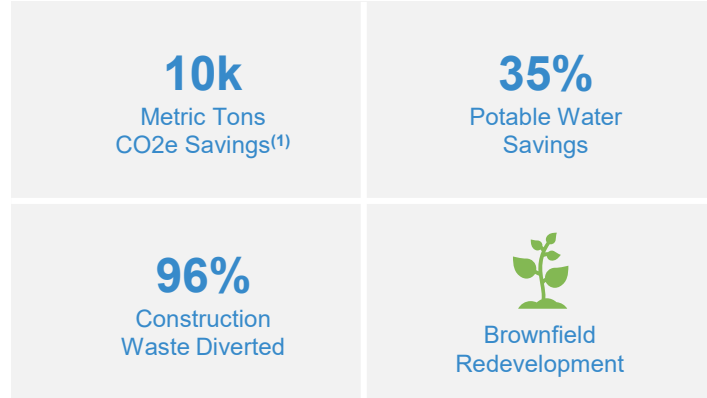 10k
Metric Tons
CO2e Savings(1)
35%
Potable Water
Savings
96%
Construction
Waste Diverted
Brownfield
Redevelopment